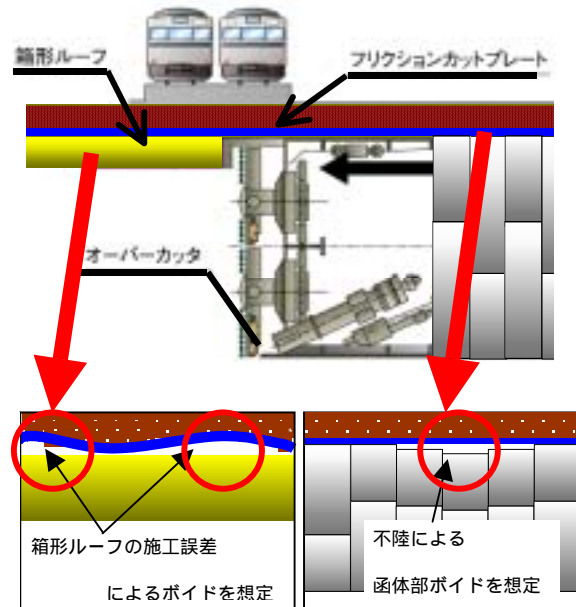 箱形ルーフ
フリクションカットプレート
オーバーカッタ
箱形ルーフの施工誤差
によるボイドを想定
不陸による
函体部ボイドを想定